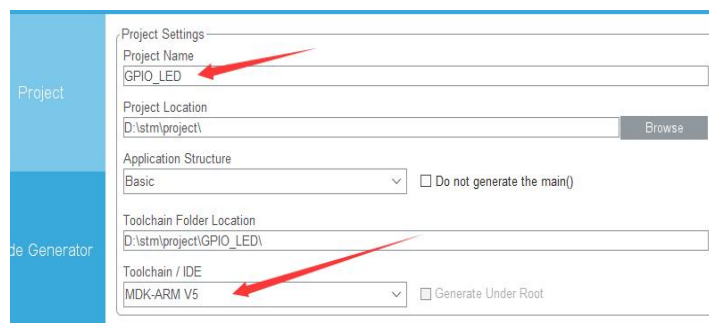 Project Settings
Project Name
GPIO_LED
Project
Project Location
D:\stm\project\
Browse
Application Structure
Basic
Do not generate the main()
Toolchain Folder Location
de Generator
D:\stm\project\GPIO_LED\
Toolchain / IDE
MDK-ARM V5
Generate Under Root